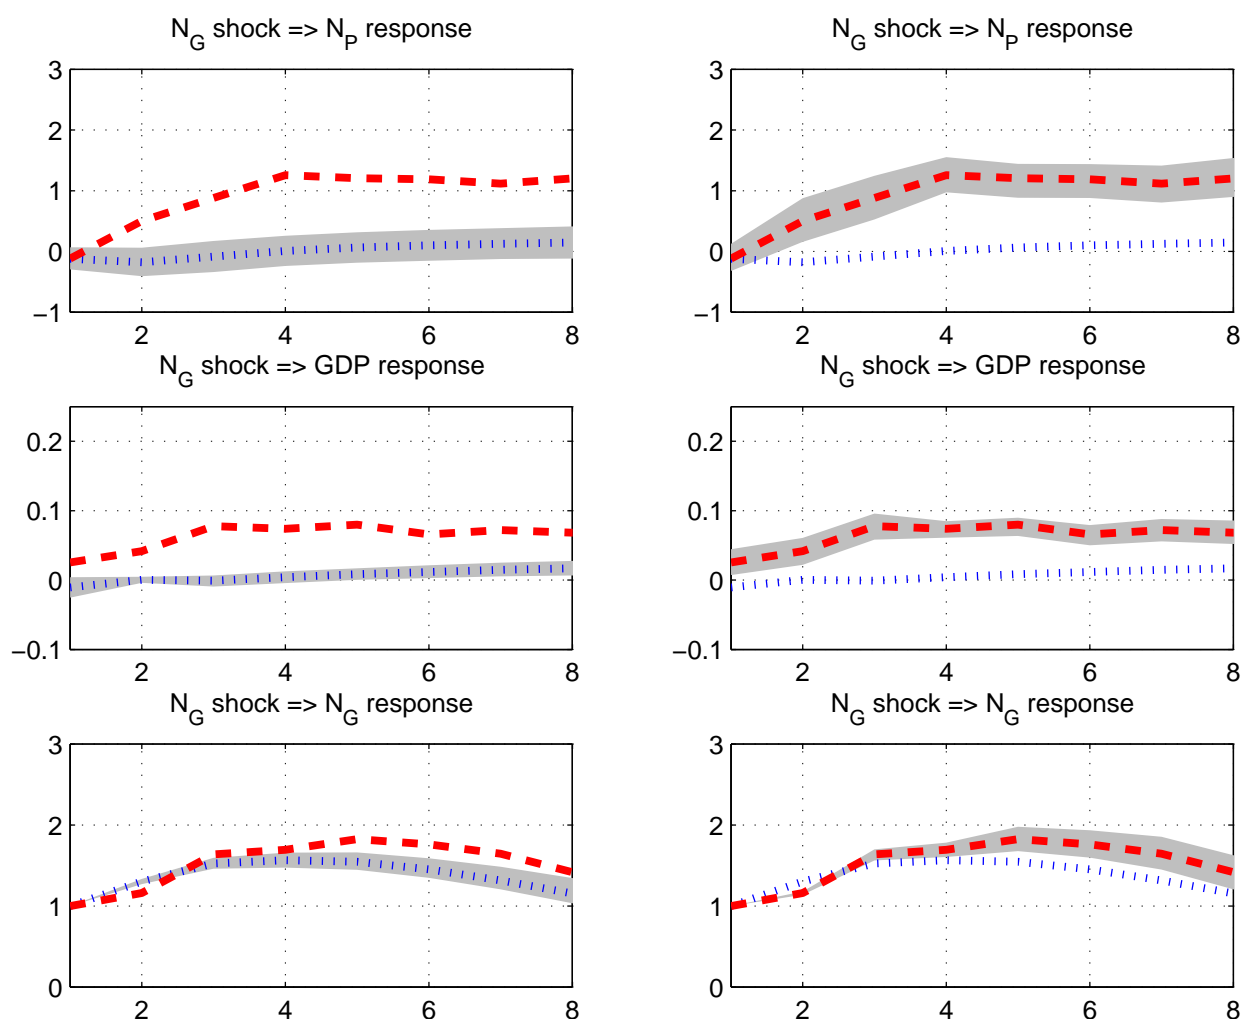 N_G shock => N_P response
N_G shock => N_P response
3
2
1
0
−1
2 4 6 8
3
2
1
0
−1
2 4 6 8
N_G shock => GDP response
N_G shock => GDP response
0.2
0.1
0
−0.1
2 4 6 8
0.2
0.1
0
−0.1
2 4 6 8
N_G shock => N_G response
N_G shock => N_G response
3
2
1
0
2 4 6 8
3
2
1
0
2 4 6 8